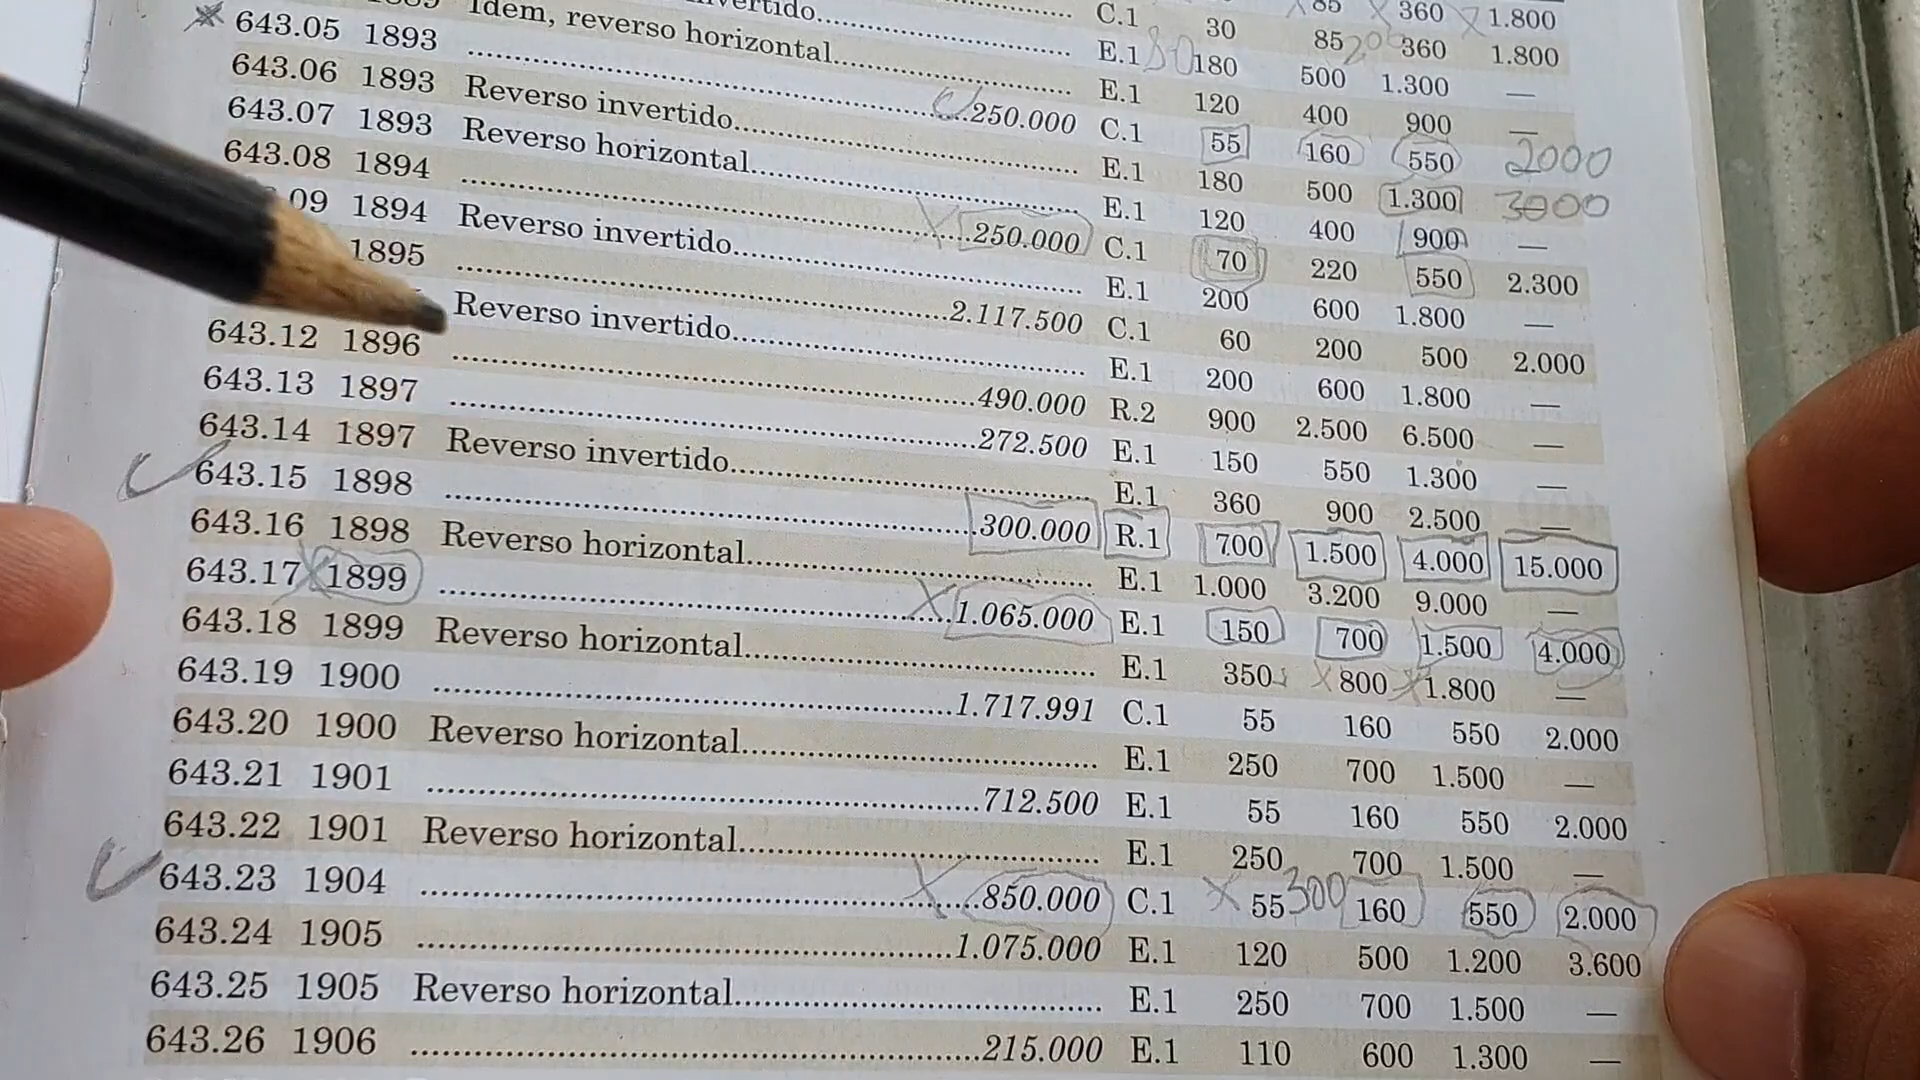 85 360 1.800
C.1 30 85 360 1.800
E.1 180 500 1.300 —
Idem, reverso horizontal.......... E.1 120 400 900 —
643.05 1893 .......... 250.000 C.1 55 160 550 2000
643.06 1893 Reverso invertido.......... E.1 180 500 1.300 3000
643.07 1893 Reverso horizontal.......... E.1 120 400 900 —
643.08 1894 .......... 250.000 C.1 70 220 550 2.300
09 1894 Reverso invertido.......... E.1 200 600 1.800 —
1895 .......... 2.117.500 C.1 60 200 500 2.000
Reverso invertido.......... E.1 200 600 1.800 —
643.12 1896 .......... 490.000 R.2 900 2.500 6.500 —
643.13 1897 .......... 272.500 E.1 150 550 1.300 —
643.14 1897 Reverso invertido.......... E.1 360 900 2.500 —
643.15 1898 .......... 300.000 R.1 700 1.500 4.000 15.000
643.16 1898 Reverso horizontal.......... E.1 1.000 3.200 9.000 —
643.17 1899 .......... 1.065.000 E.1 150 700 1.500 4.000
643.18 1899 Reverso horizontal.......... E.1 350 800 1.800 —
643.19 1900 .......... 1.717.991 C.1 55 160 550 2.000
643.20 1900 Reverso horizontal.......... E.1 250 700 1.500 —
643.21 1901 .......... 712.500 E.1 55 160 550 2.000
643.22 1901 Reverso horizontal.......... E.1 250 700 1.500 —
643.23 1904 .......... 850.000 C.1 55 300 160 550 2.000
643.24 1905 .......... 1.075.000 E.1 120 500 1.200 3.600
643.25 1905 Reverso horizontal.......... E.1 250 700 1.500 —
643.26 1906 .......... 215.000 E.1 110 600 1.300 —